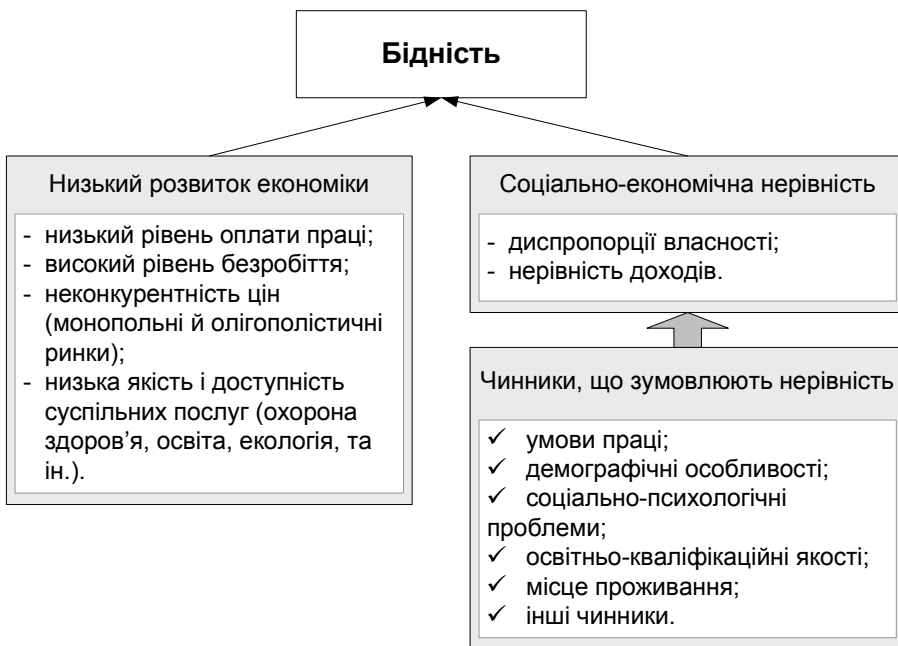 Бідність
Низький розвиток економіки
- низький рівень оплати праці;
- високий рівень безробіття;
- неконкурентність цін
(монопольні й олігополістичні
ринки);
- низька якість і доступність
суспільних послуг (охорона
здоров’я, освіта, екологія, та
ін.).
Соціально-економічна нерівність
- диспропорції власності;
- нерівність доходів.
Чинники, що зумовлюють нерівність
✓ умови праці;
✓ демографічні особливості;
✓ соціально-психологічні
проблеми;
✓ освітньо-кваліфікаційні якості;
✓ місце проживання;
✓ інші чинники.